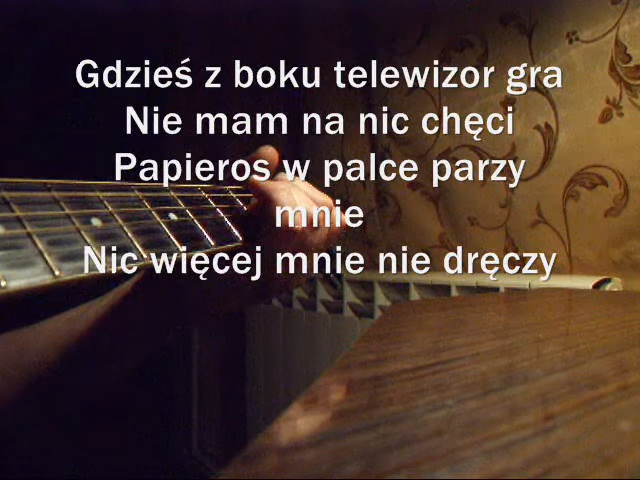 Gdzieś z boku telewizor gra
Nie mam na nic chęci
Papieros w palce parzy
mnie
Nic więcej mnie nie dręczy